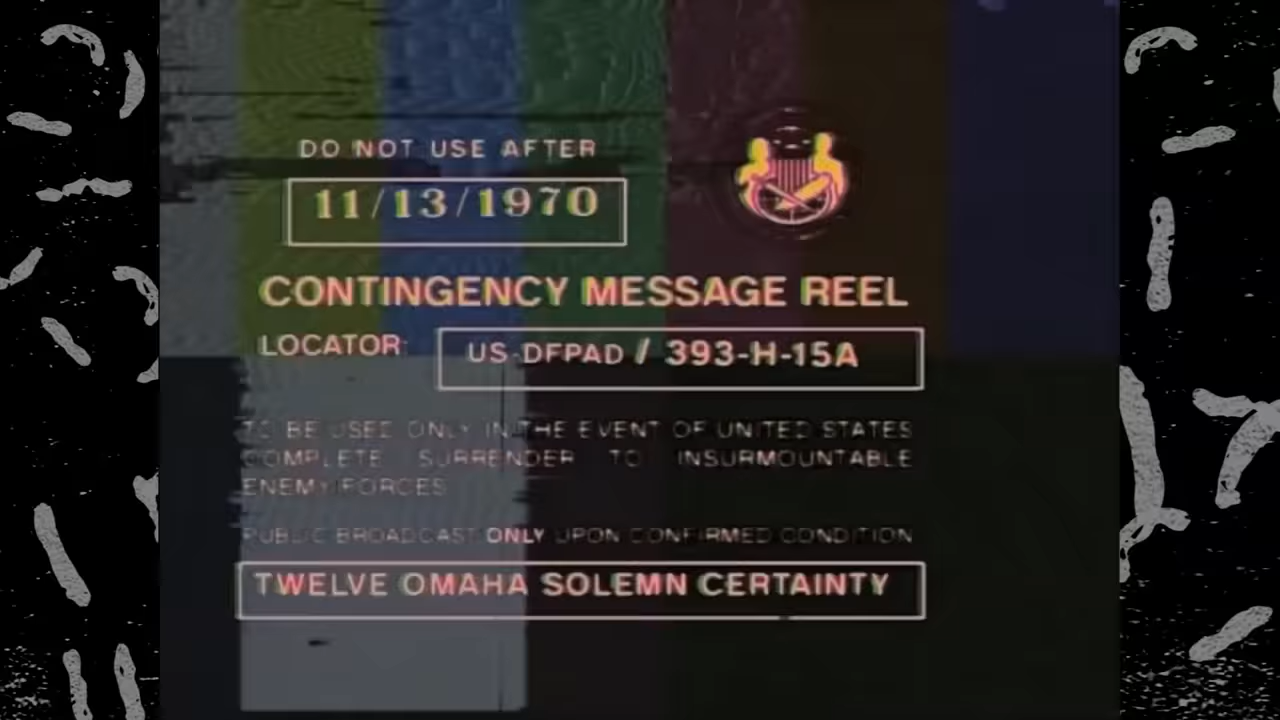 DO NOT USE AFTER
11/13/1970
CONTINGENCY MESSAGE REEL
LOCATOR: US-DFPAD / 393-H-15A
TO BE USED ONLY IN THE EVENT OF UNITED STATES
COMPLETE SURRENDER TO INSURMOUNTABLE
ENEMY FORCES
PUBLIC BROADCAST ONLY UPON CONFIRMED CONDITION
TWELVE OMAHA SOLEMN CERTAINTY